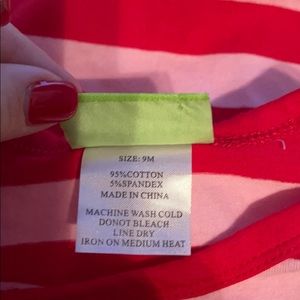 SIZE: 9M
95%COTTON
5%SPANDEX
MADE IN CHINA
MACHINE WASH COLD
DONOT BLEACH
LINE DRY
IRON ON MEDIUM HEAT